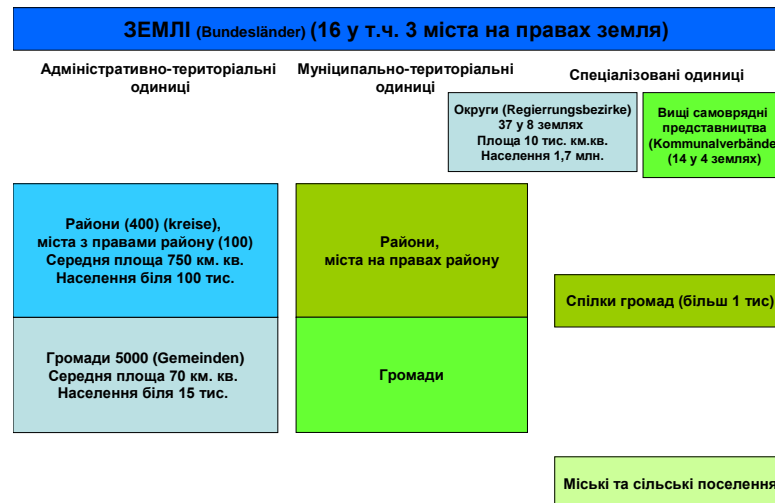 ЗЕМЛІ (Bundesländer) (16 у т.ч. 3 міста на правах земля)
Адміністративно-територіальні
одиниці
Муніципально-територіальні
одиниці
Спеціалізовані одиниці
Округи (Regierrungsbezirke)
37 у 8 землях
Площа 10 тис. км.кв.
Населення 1,7 млн.
Вищі самоврядні
представництва
(Kommunalverbände
(14 у 4 землях)
Райони (400) (kreise),
міста з правами району (100)
Середня площа 750 км. кв.
Населення біля 100 тис.
Райони,
міста на правах району
Спілки громад (більш 1 тис)
Громади 5000 (Gemeinden)
Середня площа 70 км. кв.
Населення біля 15 тис.
Громади
Міські та сільські поселення